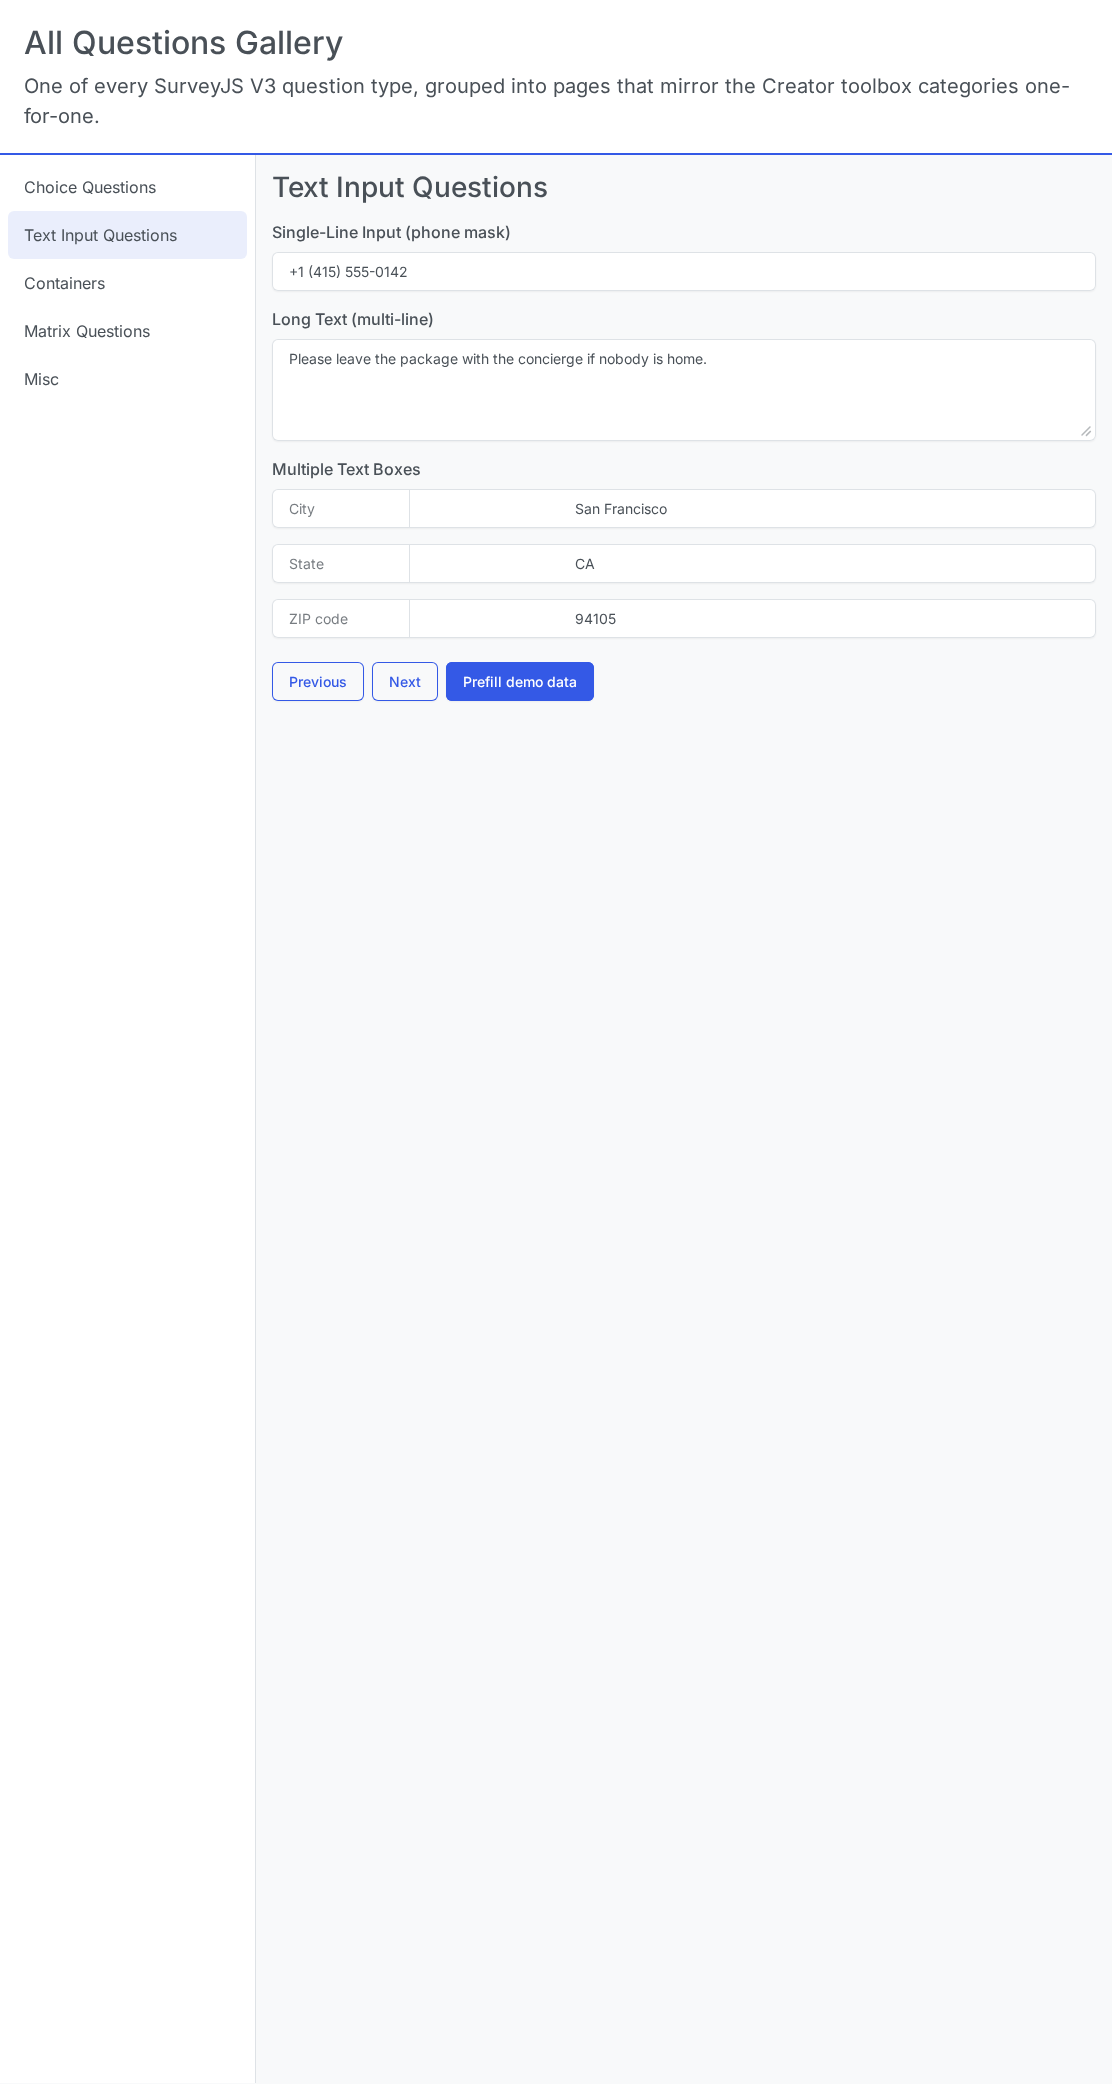 All Questions Gallery
One of every SurveyJS V3 question type, grouped into pages that mirror the Creator toolbox categories one-
for-one.
Choice Questions
Text Input Questions
Containers
Matrix Questions
Misc
Text Input Questions
Single-Line Input (phone mask)
+1 (415) 555-0142
Long Text (multi-line)
Please leave the package with the concierge if nobody is home.
Multiple Text Boxes
City San Francisco
State CA
ZIP code 94105
Previous Next Prefill demo data